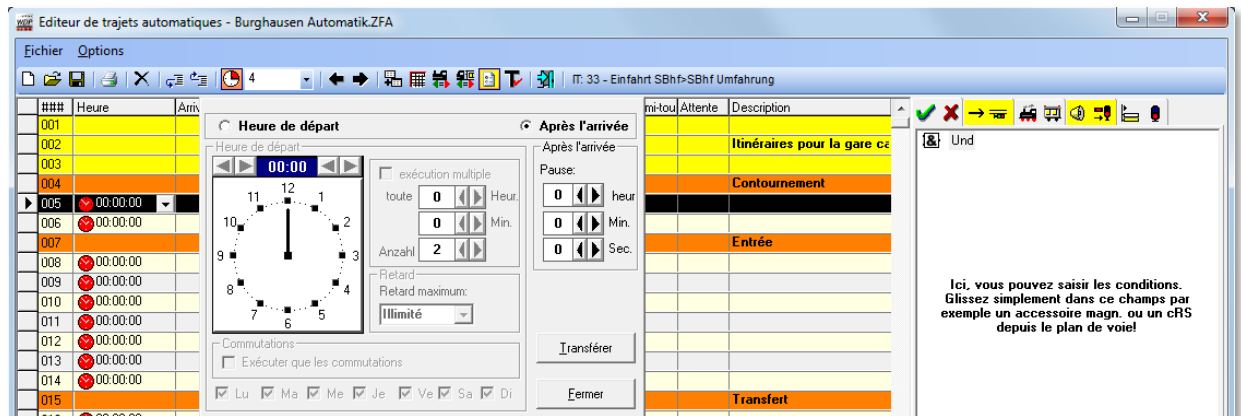 Editeur de trajets automatiques - Burghausen Automatik.ZFA
Fichier Options
4 IT: 33 - Einfahrt SBhf>SBhf Umfahrung
### Heure Arriv mi-tou Attente Description
001
002 Itinéraires pour la gare ca
003
004 Contournement
005 00:00:00
006 00:00:00
007 Entrée
008 00:00:00
009 00:00:00
010 00:00:00
011 00:00:00
012 00:00:00
013 00:00:00
014 00:00:00
015 Transfert
Heure de départ
Après l'arrivée
Heure de départ
00:00
12
1
2
3
4
5
6
7
8
9
10
11
exécution multiple
toute 0 Heur.
0 Min.
Anzahl 2
Retard
Retard maximum:
Illimité
Commutations
Exécuter que les commutations
Lu Ma Me Je Ve Sa Di
Après l'arrivée
Pause:
0 heur
0 Min.
0 Sec.
Transférer
Fermer
& Und
Ici, vous pouvez saisir les conditions.
Glissez simplement dans ce champs par
exemple un accessoire magn. ou un cRS
depuis le plan de voie!